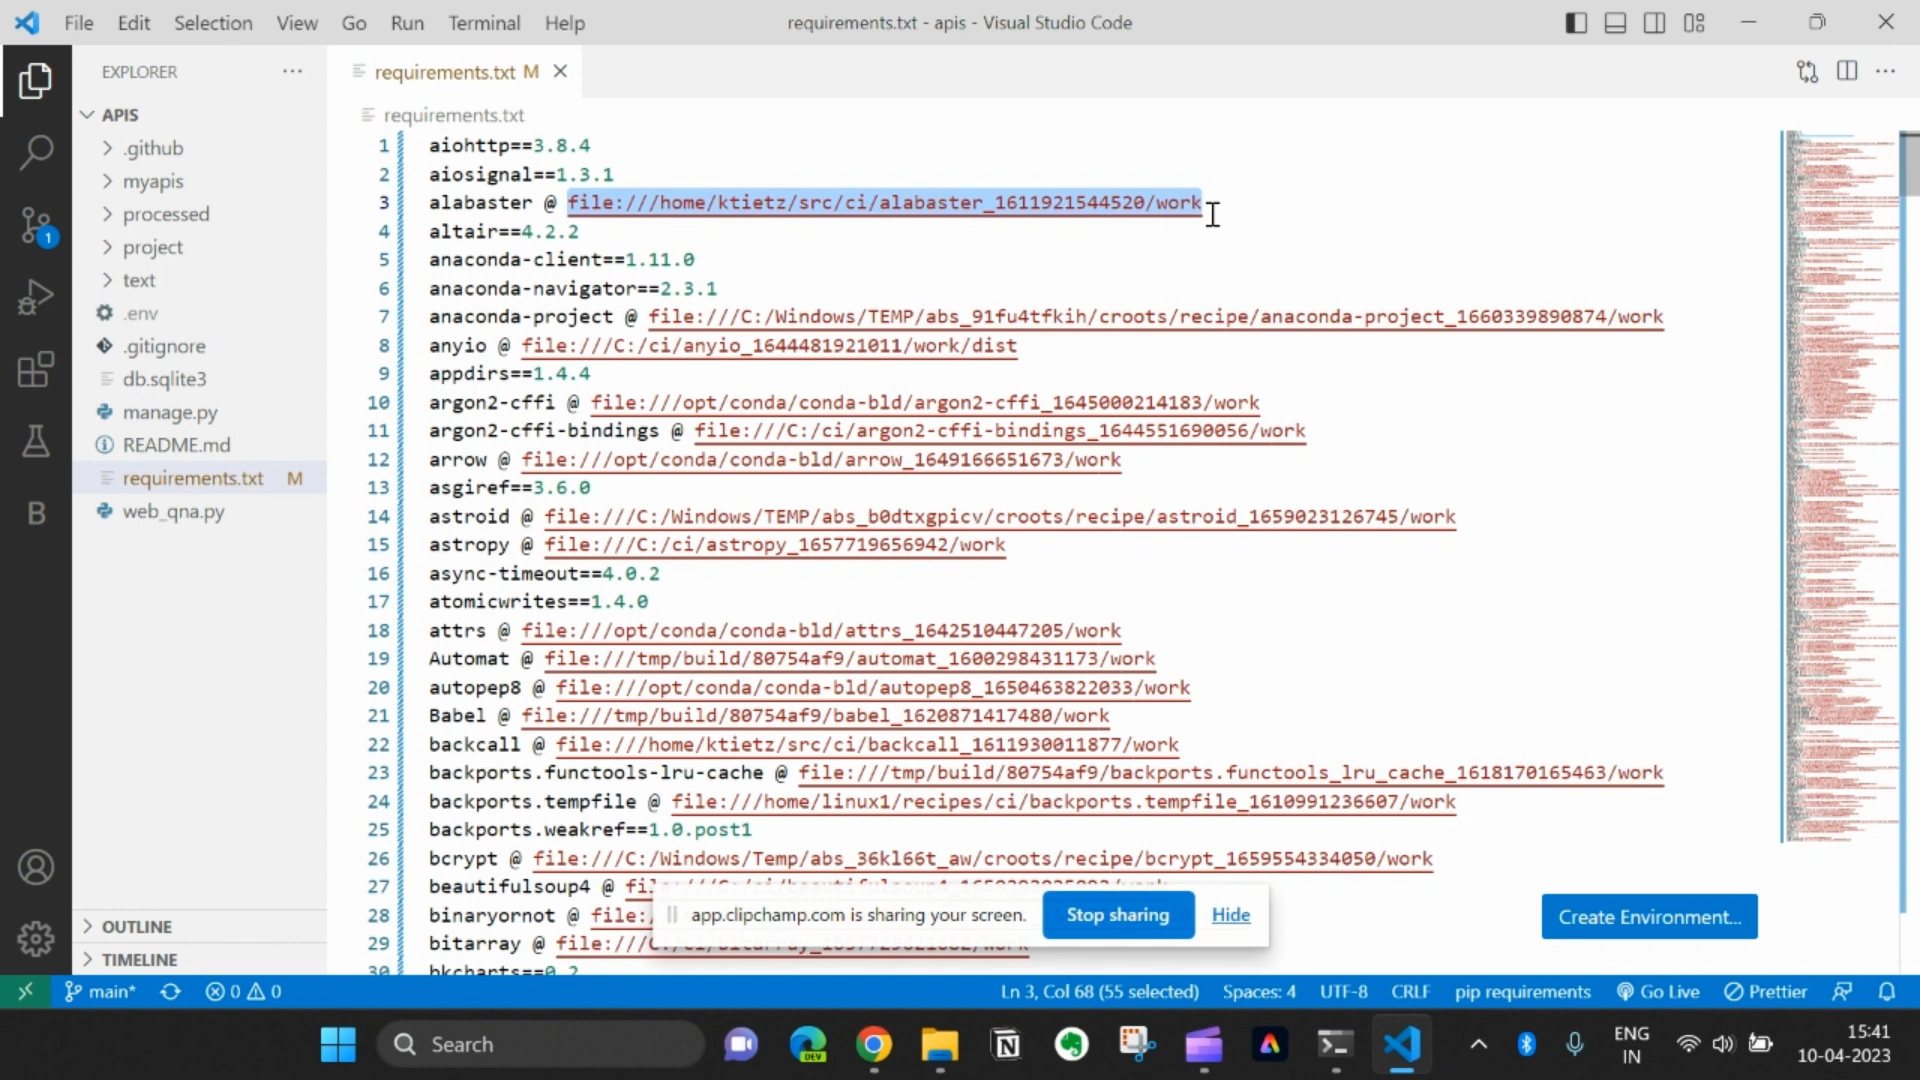 File Edit Selection View Go Run Terminal Help
requirements.txt - apis - Visual Studio Code
EXPLORER
APIS
.github
myapis
processed
project
text
.env
.gitignore
db.sqlite3
manage.py
README.md
requirements.txt M
web_qna.py
OUTLINE
TIMELINE
1
B
requirements.txt M
requirements.txt
1 aiohttp==3.8.4
2 aiosignal==1.3.1
3 alabaster @ file:///home/ktietz/src/ci/alabaster_1611921544520/work
4 altair==4.2.2
5 anaconda-client==1.11.0
6 anaconda-navigator==2.3.1
7 anaconda-project @ file:///C:/Windows/TEMP/abs_91fu4tfkih/croots/recipe/anaconda-project_1660339890874/work
8 anyio @ file:///C:/ci/anyio_1644481921011/work/dist
9 appdirs==1.4.4
10 argon2-cffi @ file:///opt/conda/conda-bld/argon2-cffi_1645000214183/work
11 argon2-cffi-bindings @ file:///C:/ci/argon2-cffi-bindings_1644551690056/work
12 arrow @ file:///opt/conda/conda-bld/arrow_1649166651673/work
13 asgiref==3.6.0
14 astroid @ file:///C:/Windows/TEMP/abs_b0dtxgpicv/croots/recipe/astroid_1659023126745/work
15 astropy @ file:///C:/ci/astropy_1657719656942/work
16 async-timeout==4.0.2
17 atomicwrites==1.4.0
18 attrs @ file:///opt/conda/conda-bld/attrs_1642510447205/work
19 Automat @ file:///tmp/build/80754af9/automat_1600298431173/work
20 autopep8 @ file:///opt/conda/conda-bld/autopep8_1650463822033/work
21 Babel @ file:///tmp/build/80754af9/babel_1620871417480/work
22 backcall @ file:///home/ktietz/src/ci/backcall_1611930011877/work
23 backports.functools-lru-cache @ file:///tmp/build/80754af9/backports.functools_lru_cache_1618170165463/work
24 backports.tempfile @ file:///home/linux1/recipes/ci/backports.tempfile_1610991236607/work
25 backports.weakref==1.0.post1
26 bcrypt @ file:///C:/Windows/Temp/abs_36kl66t_aw/croots/recipe/bcrypt_1659554334050/work
27 beautifulsoup4 @
28 binaryornot @ file:
29 bitarray @
30 bkcharts==0.2
app.clipchamp.com is sharing your screen. Stop sharing Hide
Create Environment...
main* 0 0 Ln 3, Col 68 (55 selected) Spaces: 4 UTF-8 CRLF pip requirements Go Live Prettier
Search
DEV
ENG
IN
15:41
10-04-2023